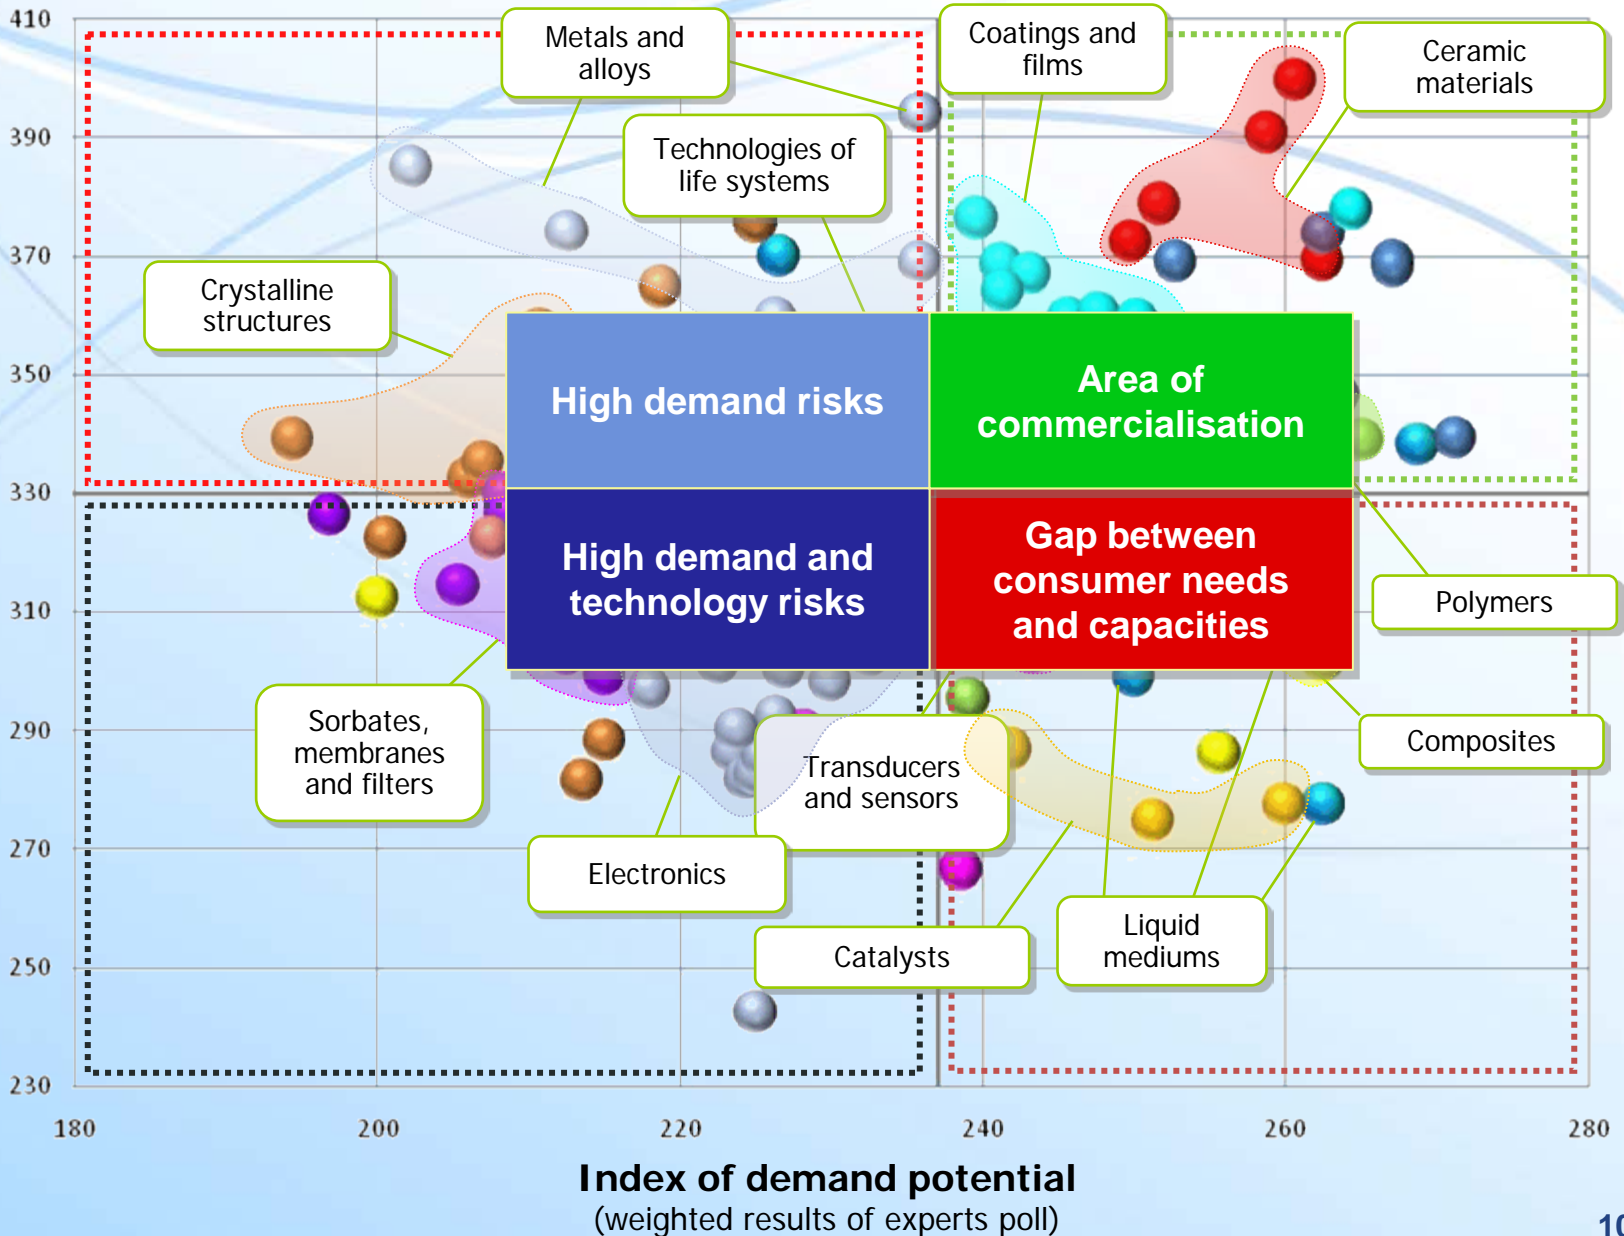 410
390
370
350
330
310
290
270
250
230
180
200
220
240
260
280
Metals and
alloys
Coatings and
films
Ceramic
materials
Technologies of
life systems
Crystalline
structures
High demand risks
Area of
commercialisation
High demand and
technology risks
Gap between
consumer needs
and capacities
Polymers
Sorbates,
membranes
and filters
Transducers
and sensors
Composites
Electronics
Catalysts
Liquid
mediums
Index of demand potential
(weighted results of experts poll)
10